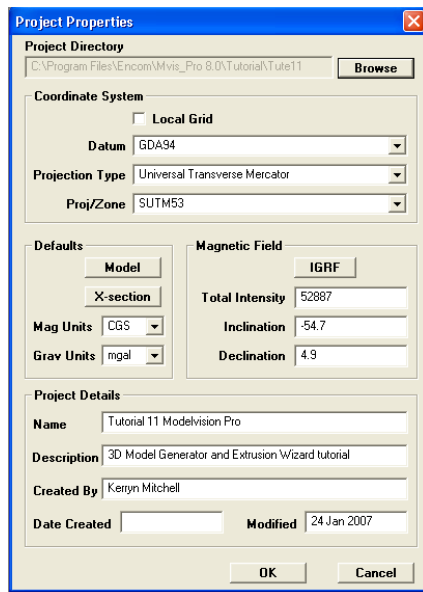 Project Properties
Project Directory
C:\Program Files\Encom\Mvis_Pro 8.0\Tutorial\Tute11 Browse
Coordinate System
Local Grid
Datum GDA94
Projection Type Universal Transverse Mercator
Proj/Zone SUTM53
Defaults
Model
X-section
Mag Units CGS
Grav Units mgal
Magnetic Field
IGRF
Total Intensity 52887
Inclination -54.7
Declination 4.9
Project Details
Name Tutorial 11 Modelvision Pro
Description 3D Model Generator and Extrusion Wizard tutorial
Created By Kerryn Mitchell
Date Created Modified 24 Jan 2007
OK Cancel